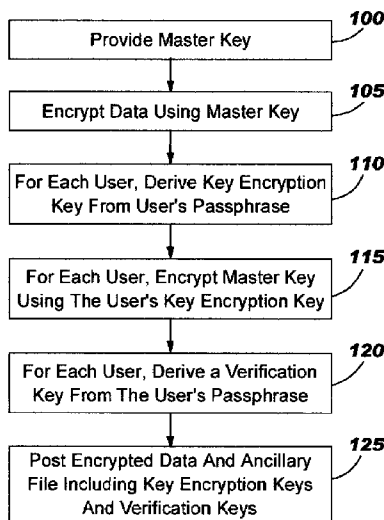 100
Provide Master Key
105
Encrypt Data Using Master Key
110
For Each User, Derive Key Encryption
Key From User's Passphrase
115
For Each User, Encrypt Master Key
Using The User's Key Encryption Key
120
For Each User, Derive a Verification
Key From The User's Passphrase
125
Post Encrypted Data And Ancillary
File Including Key Encryption Keys
And Verification Keys